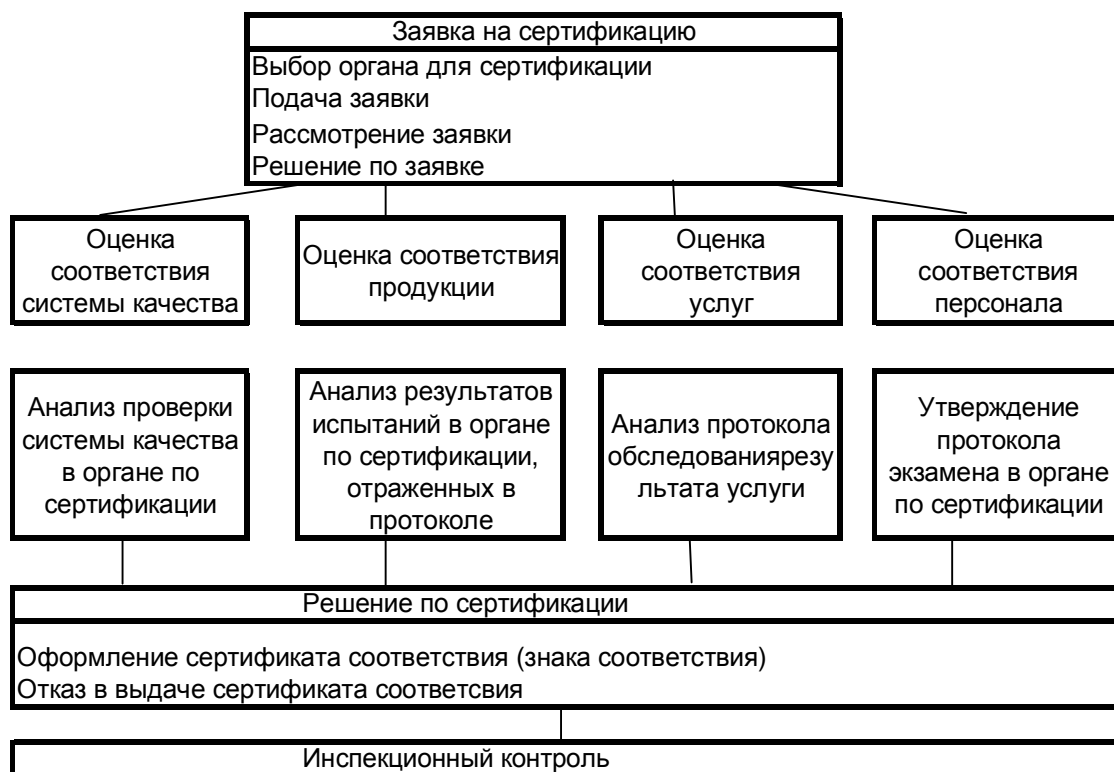 Заявка на сертификацию
Выбор органа для сертификации
Подача заявки
Рассмотрение заявки
Решение по заявке
Оценка
соответствия
системы качества
Оценка соответствия
продукции
Оценка
соответствия
услуг
Оценка
соответствия
персонала
Анализ проверки
системы качества
в органе по
сертификации
Анализ результатов
испытаний в органе
по сертификации,
отраженных в
протоколе
Анализ протокола
обследованиярезу
льтата услуги
Утверждение
протокола
экзамена в органе
по сертификации
Решение по сертификации
Оформление сертификата соответствия (знака соответствия)
Отказ в выдаче сертификата соответсвия
Инспекционный контроль